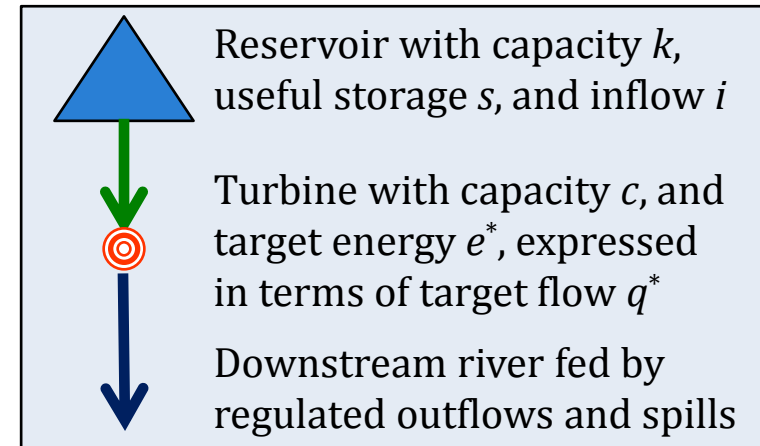 Reservoir with capacity k,
useful storage s, and inflow i
Turbine with capacity c, and
target energy e*, expressed
in terms of target flow q*
Downstream river fed by
regulated outflows and spills